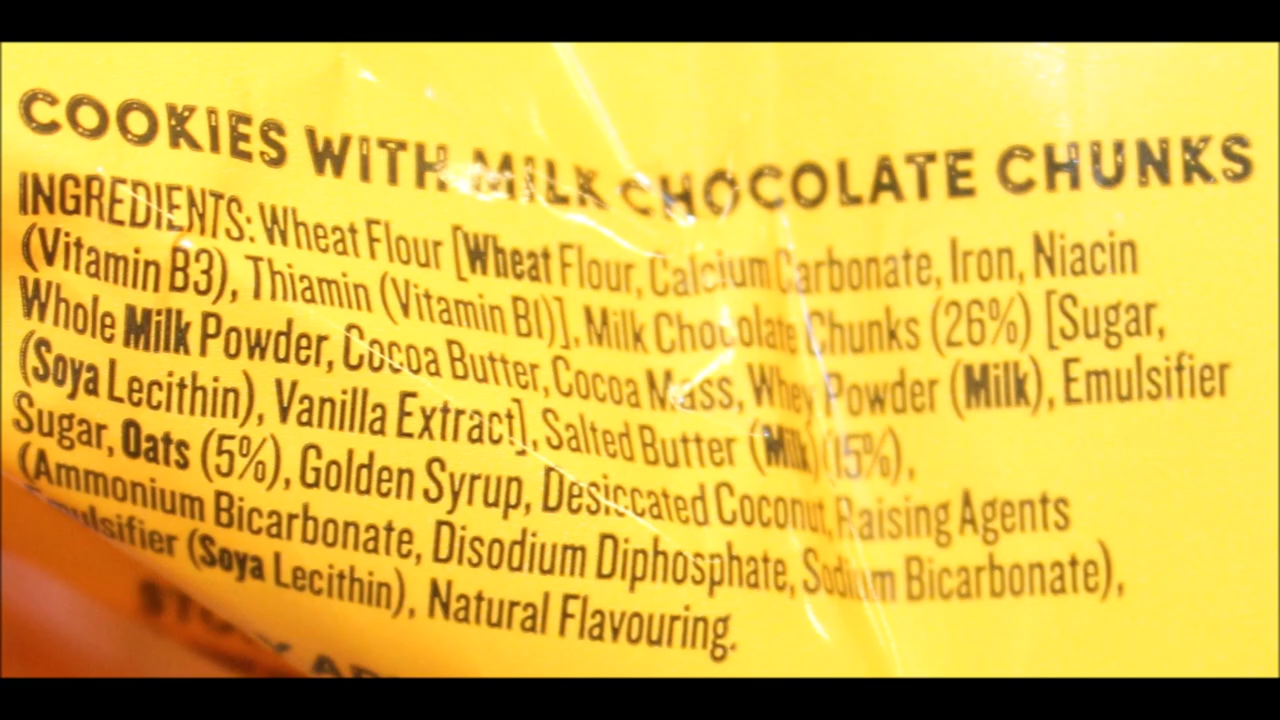 COOKIES WITH MILK CHOCOLATE CHUNKS
INGREDIENTS: Wheat Flour [Wheat Flour, Calcium Carbonate, Iron, Niacin
(Vitamin B3), Thiamin (Vitamin B1)], Milk Chocolate Chunks (26%) [Sugar,
Whole Milk Powder, Cocoa Butter, Cocoa Mass, Whey Powder (Milk), Emulsifier
(Soya Lecithin), Vanilla Extract], Salted Butter (Milk) (15%),
Sugar, Oats (5%), Golden Syrup, Desiccated Coconut, Raising Agents
(Ammonium Bicarbonate, Disodium Diphosphate, Sodium Bicarbonate),
Emulsifier (Soya Lecithin), Natural Flavouring.